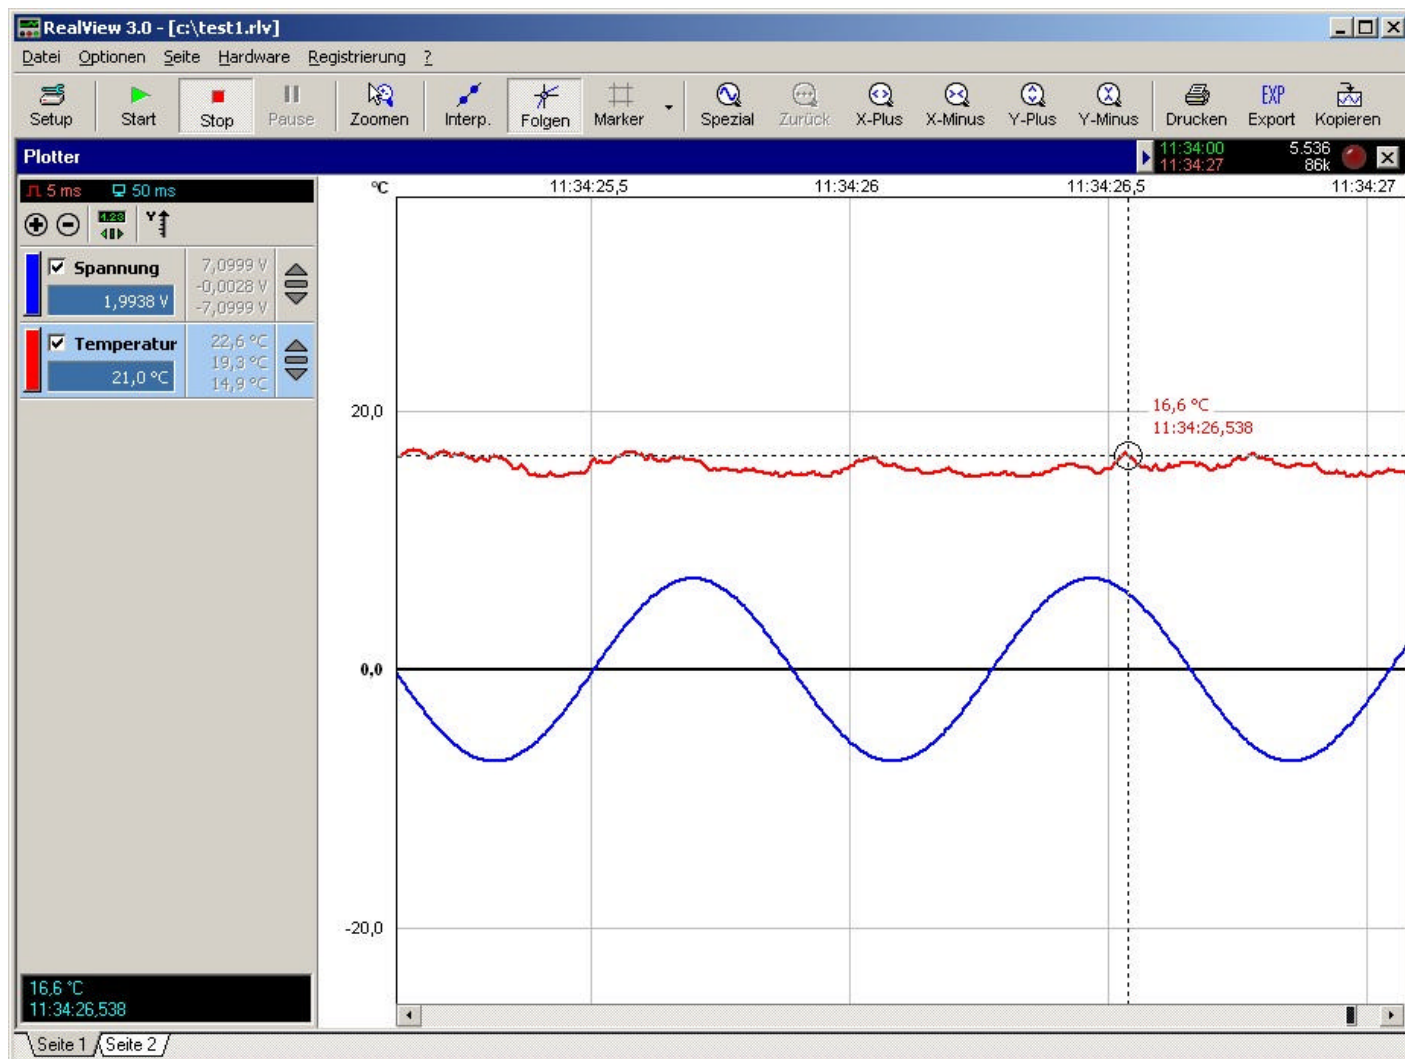 RealView 3.0 - [c:\test1.rlv]
Datei Optionen Seite Hardware Registrierung ?
Setup Start Stop Pause Zoomen Interp. Folgen Marker Spezial Zurück X-Plus X-Minus Y-Plus Y-Minus Drucken EXP Export Kopieren
Plotter
11:34:00 5.536
11:34:27 86k
5 ms 50 ms
°C 11:34:25,5 11:34:26 11:34:26,5 11:34:27
1.23
Y
Spannung
1,9938 V
7,0999 V
-0,0028 V
-7,0999 V
Temperatur
21,0 °C
22,6 °C
19,3 °C
14,9 °C
20,0
16,6 °C
11:34:26,538
0,0
-20,0
16,6 °C
11:34:26,538
Seite 1 Seite 2